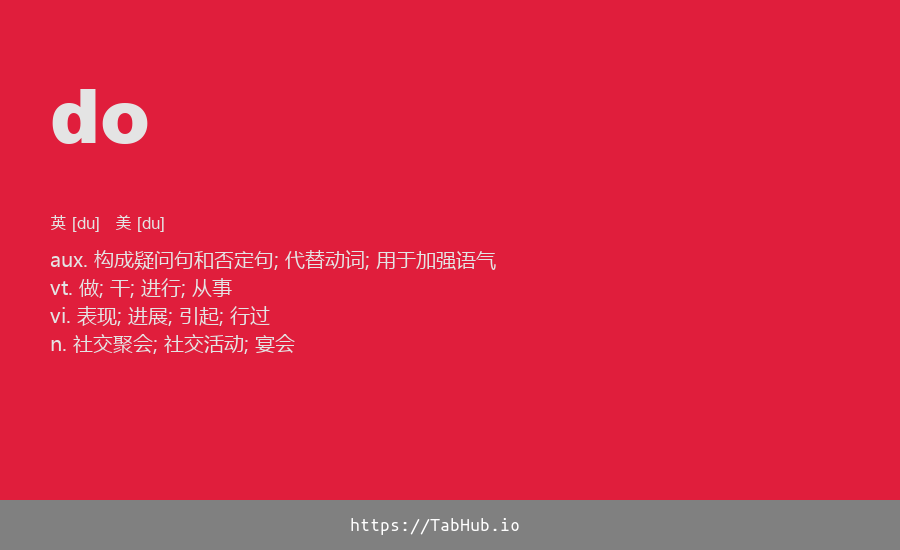 do
英 [du] 美 [du]
aux. 构成疑问句和否定句; 代替动词; 用于加强语气
vt. 做; 干; 进行; 从事
vi. 表现; 进展; 引起; 行过
n. 社交聚会; 社交活动; 宴会
https://TabHub.io